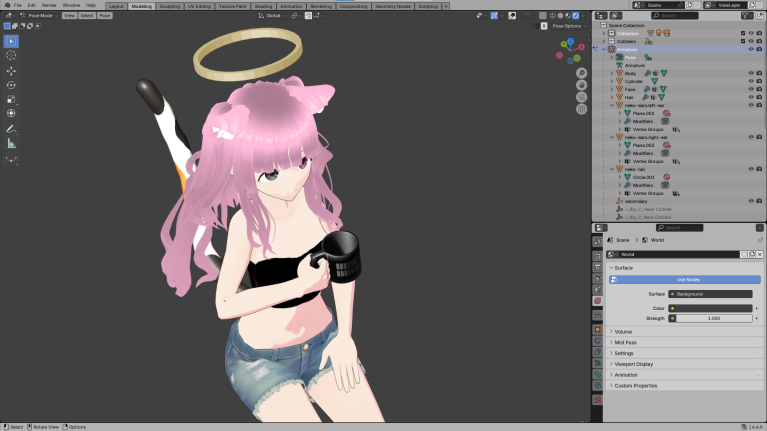 File Edit Render Window Help Layout Modeling Sculpting UV Editing Texture Paint Shading Animation Rendering Compositing Geometry Nodes Scripting + Scene ViewLayer
Pose Mode View Select Pose Global Search
Pose Options
Scene Collection
Collection
Colliders
Armature
Pose
Armature
Body
Cylinder
Face
Hair
neko-ears.left-ear
Plane.002
Modifiers
Vertex Groups
neko-ears.right-ear
Plane.003
Modifiers
Vertex Groups
neko-tail
Circle.001
Modifiers
Vertex Groups
secondary
J_Bip_C_Head Collider
J_Bip_C_Neck Collider
Search
Scene World
World
Surface
Use Nodes
Surface Background
Color
Strength 1.000
Volume
Mist Pass
Settings
Viewport Display
Animation
Custom Properties
Select Rotate View Options 4.4.0